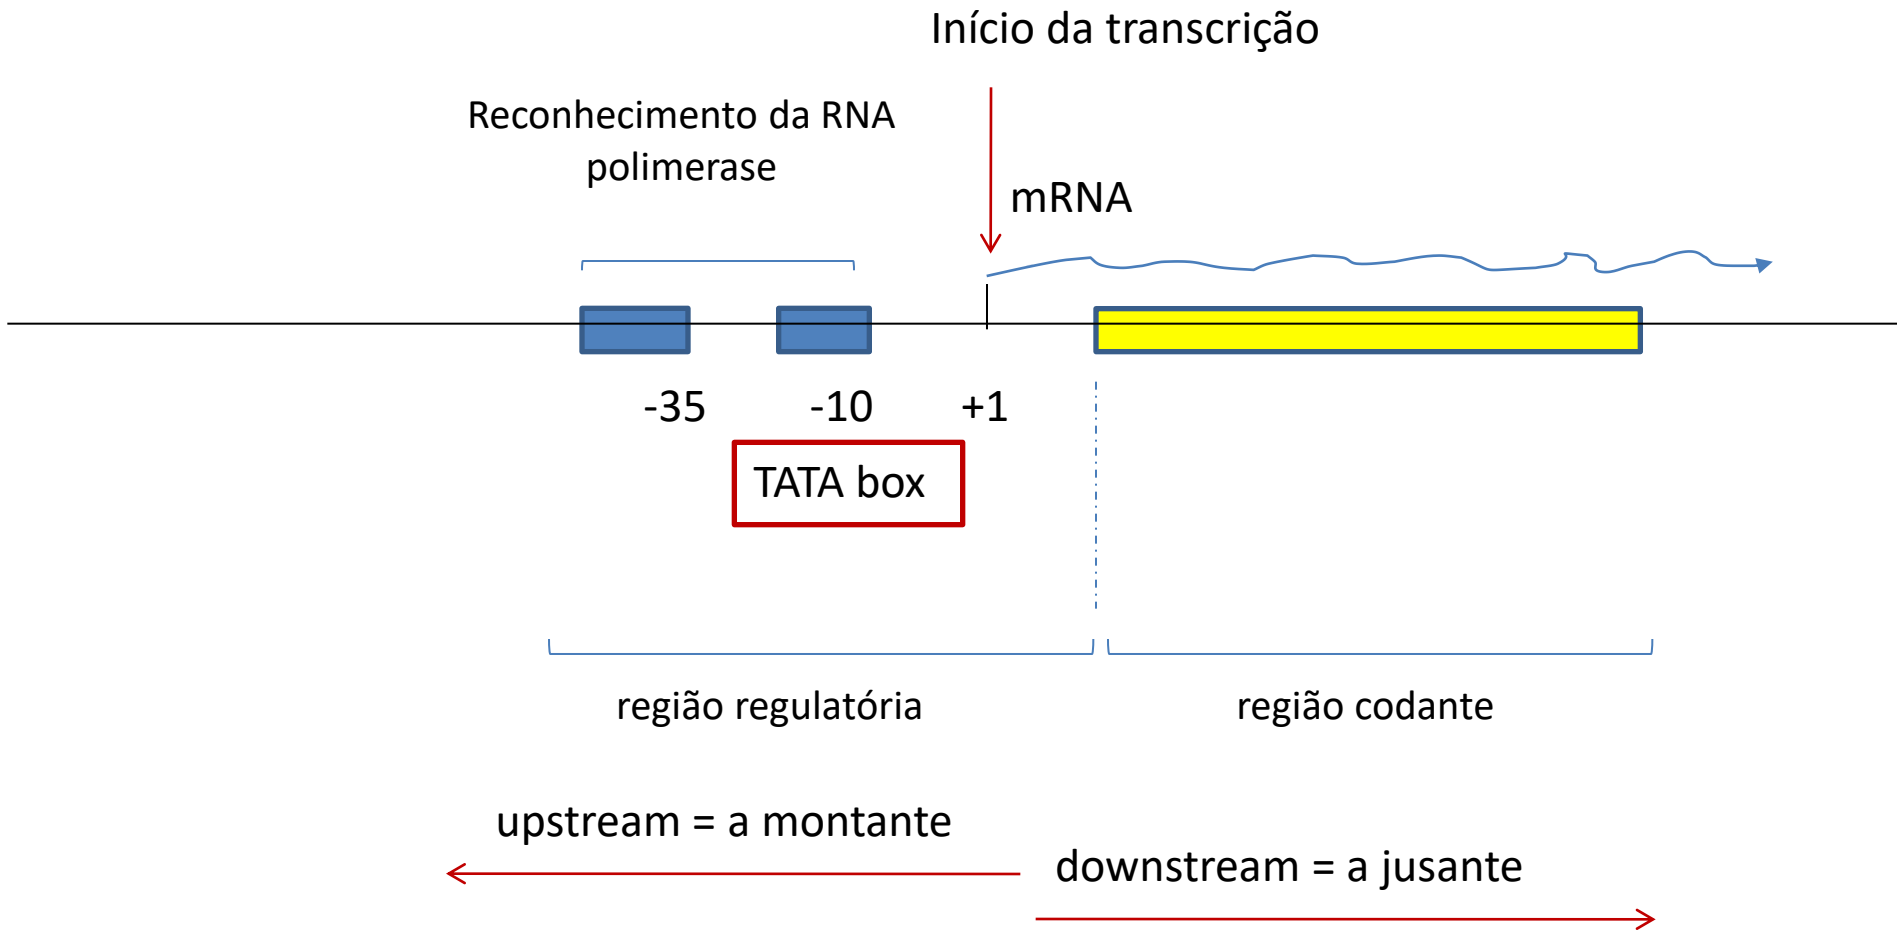 Início da transcrição
Reconhecimento da RNA
polimerase
mRNA
-35
-10
+1
TATA box
região regulatória
região codante
upstream = a montante
downstream = a jusante